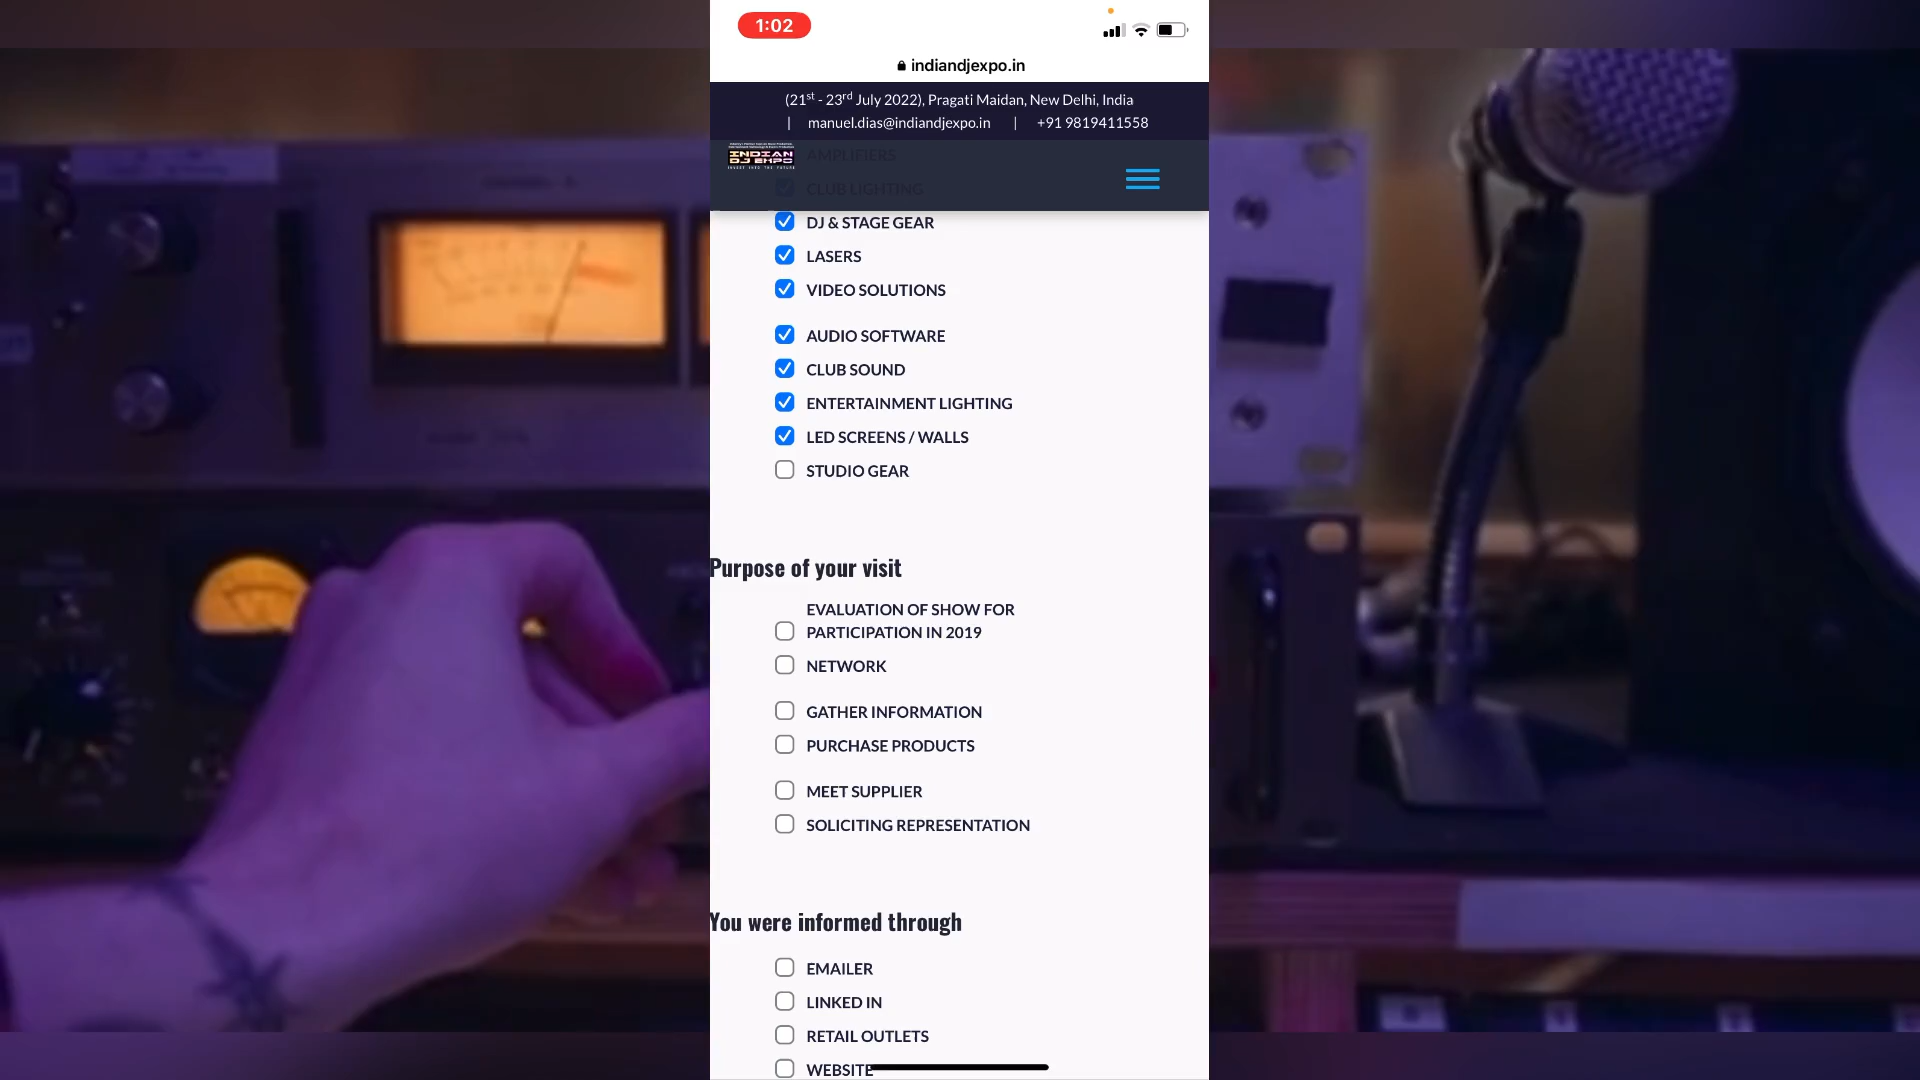 1:02
indiandjexpo.in
(21st - 23rd July 2022), Pragati Maidan, New Delhi, India
| manuel.dias@indiandjexpo.in | +91 9819411558
INDIAN
DJ EXPO
AMPLIFIERS
CLUB LIGHTING
DJ & STAGE GEAR
LASERS
VIDEO SOLUTIONS
AUDIO SOFTWARE
CLUB SOUND
ENTERTAINMENT LIGHTING
LED SCREENS / WALLS
STUDIO GEAR
Purpose of your visit
EVALUATION OF SHOW FOR
PARTICIPATION IN 2019
NETWORK
GATHER INFORMATION
PURCHASE PRODUCTS
MEET SUPPLIER
SOLICITING REPRESENTATION
You were informed through
EMAILER
LINKED IN
RETAIL OUTLETS
WEBSITE